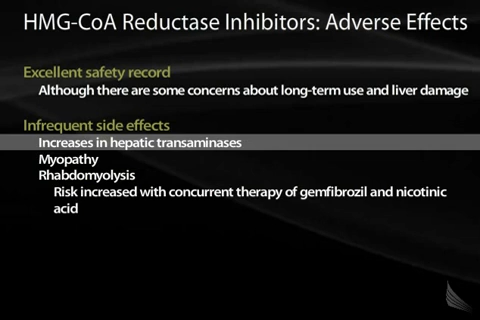 HMG-CoA Reductase Inhibitors: Adverse Effects
Excellent safety record
Although there are some concerns about long-term use and liver damage
Infrequent side effects
Increases in hepatic transaminases
Myopathy
Rhabdomyolysis
Risk increased with concurrent therapy of gemfibrozil and nicotinic
acid